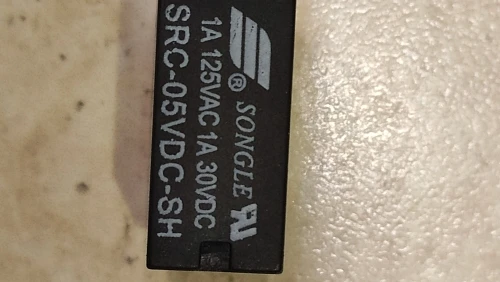 ® SONGLE
1A 125VAC 1A 30VDC
SRC-05VDC-SH